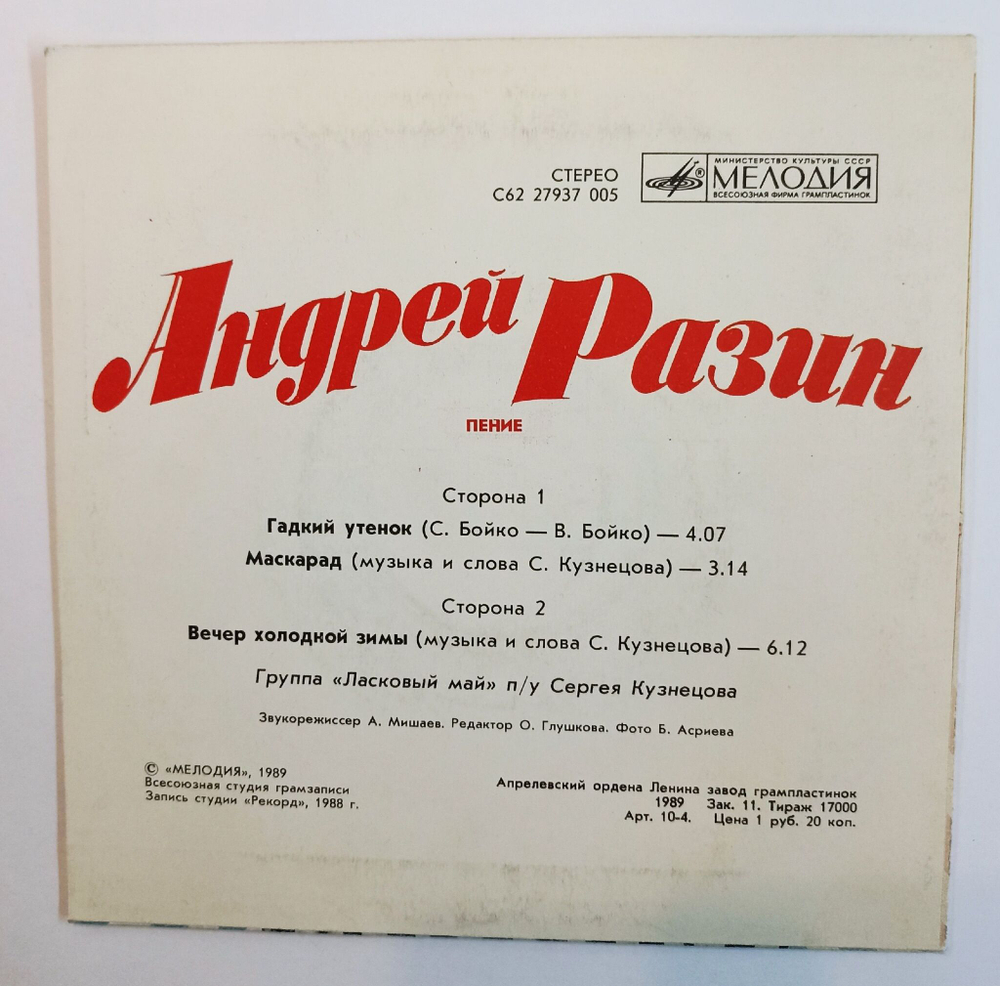 СТЕРЕО
С62 27937 005
МИНИСТЕРСТВО КУЛЬТУРЫ СССР
®
МЕЛОДИЯ
ВСЕСОЮЗНАЯ ФИРМА ГРАМПЛАСТИНОК
Андрей Разин
ПЕНИЕ
Сторона 1
Гадкий утенок (С. Бойко — В. Бойко) — 4.07
Маскарад (музыка и слова С. Кузнецова) — 3.14
Сторона 2
Вечер холодной зимы (музыка и слова С. Кузнецова) — 6.12
Группа «Ласковый май» п/у Сергея Кузнецова
Звукорежиссер А. Мишаев. Редактор О. Глушкова. Фото Б. Асриева
© «МЕЛОДИЯ», 1989
Всесоюзная студия грамзаписи
Запись студии «Рекорд», 1988 г.
Апрелевский ордена Ленина завод грампластинок
1989 Зак. 11. Тираж 17000
Арт. 10-4. Цена 1 руб. 20 коп.